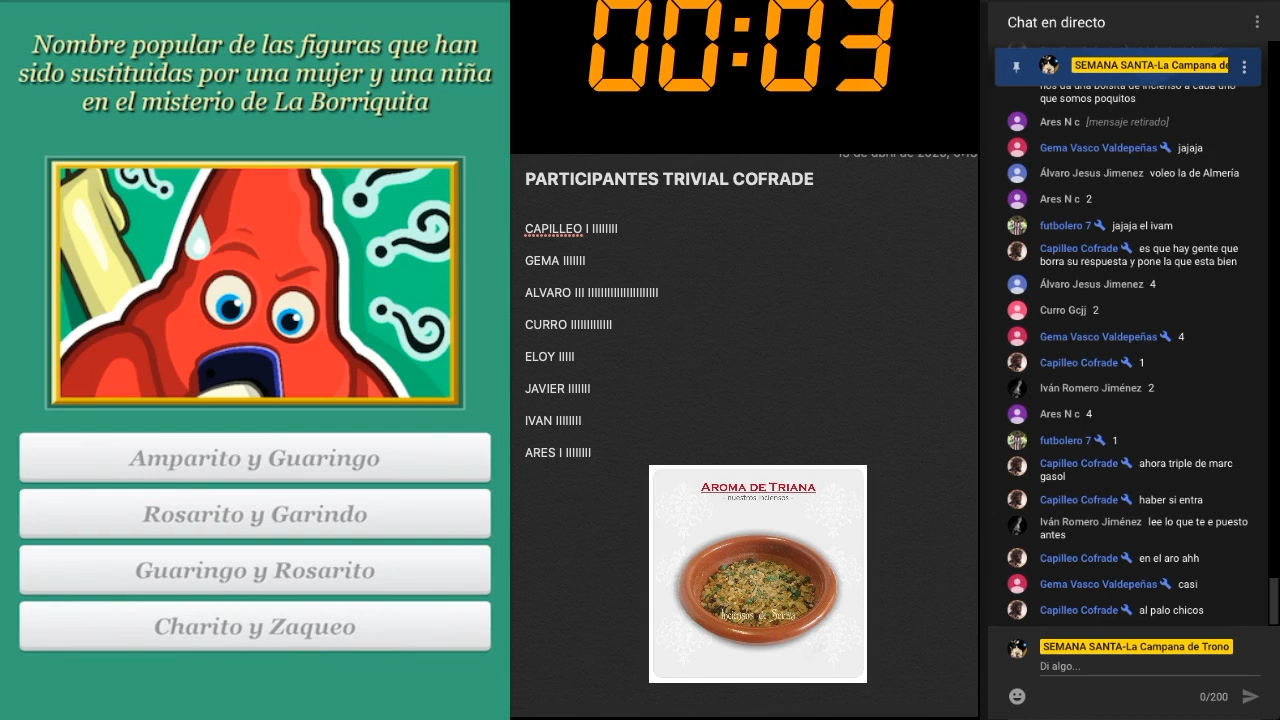 Nombre popular de las figuras que han
sido sustituidas por una mujer y una niña
en el misterio de La Borriquita
Amparito y Guaringo
Rosarito y Garindo
Guaringo y Rosarito
Charito y Zaqueo
00:03
PARTICIPANTES TRIVIAL COFRADE
CAPILLEO I IIIIIIII
GEMA IIIIIII
ALVARO III IIIIIIIIIIIIIIIIIIIIII
CURRO IIIIIIIIIIIII
ELOY IIIII
JAVIER IIIIIII
IVAN IIIIIIII
ARES I IIIIIIII
AROMA DE TRIANA
- nuestros inciensos -
Inciensos de Sevilla
Chat en directo
SEMANA SANTA-La Campana de
nos da una bolsita de incienso a cada uno
que somos poquitos
Ares N c [mensaje retirado]
Gema Vasco Valdepeñas jajaja
Álvaro Jesus Jimenez voleo la de Almería
Ares N c 2
futbolero 7 jajaja el ivam
Capilleo Cofrade es que hay gente que
borra su respuesta y pone la que esta bien
Álvaro Jesus Jimenez 4
Curro Gcjj 2
Gema Vasco Valdepeñas 4
Capilleo Cofrade 1
Iván Romero Jiménez 2
Ares N c 4
futbolero 7 1
Capilleo Cofrade ahora triple de marc
gasol
Capilleo Cofrade haber si entra
Iván Romero Jiménez lee lo que te e puesto
antes
Capilleo Cofrade en el aro ahh
Gema Vasco Valdepeñas casi
Capilleo Cofrade al palo chicos
SEMANA SANTA-La Campana de Trono
Di algo...
0/200